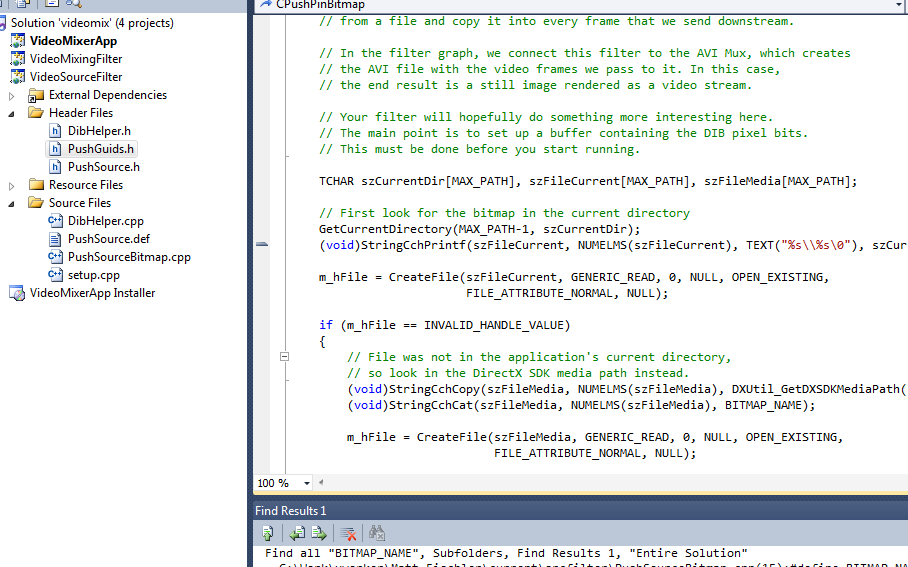 Solution 'videomix' (4 projects)
VideoMixerApp
VideoMixingFilter
VideoSourceFilter
External Dependencies
Header Files
DibHelper.h
PushGuids.h
PushSource.h
Resource Files
Source Files
DibHelper.cpp
PushSource.def
PushSourceBitmap.cpp
setup.cpp
VideoMixerApp Installer
CPushPinBitmap
// from a file and copy it into every frame that we send downstream.
// In the filter graph, we connect this filter to the AVI Mux, which creates
// the AVI file with the video frames we pass to it. In this case,
// the end result is a still image rendered as a video stream.
// Your filter will hopefully do something more interesting here.
// The main point is to set up a buffer containing the DIB pixel bits.
// This must be done before you start running.
TCHAR szCurrentDir[MAX_PATH], szFileCurrent[MAX_PATH], szFileMedia[MAX_PATH];
// First look for the bitmap in the current directory
GetCurrentDirectory(MAX_PATH-1, szCurrentDir);
(void)StringCchPrintf(szFileCurrent, NUMELMS(szFileCurrent), TEXT("%s\\%s\0"), szCur
m_hFile = CreateFile(szFileCurrent, GENERIC_READ, 0, NULL, OPEN_EXISTING,
FILE_ATTRIBUTE_NORMAL, NULL);
if (m_hFile == INVALID_HANDLE_VALUE)
{
// File was not in the application's current directory,
// so look in the DirectX SDK media path instead.
(void)StringCchCopy(szFileMedia, NUMELMS(szFileMedia), DXUtil_GetDXSDKMediaPath(
(void)StringCchCat(szFileMedia, NUMELMS(szFileMedia), BITMAP_NAME);
m_hFile = CreateFile(szFileMedia, GENERIC_READ, 0, NULL, OPEN_EXISTING,
FILE_ATTRIBUTE_NORMAL, NULL);
100 %
Find Results 1
Find all "BITMAP_NAME", Subfolders, Find Results 1, "Entire Solution"